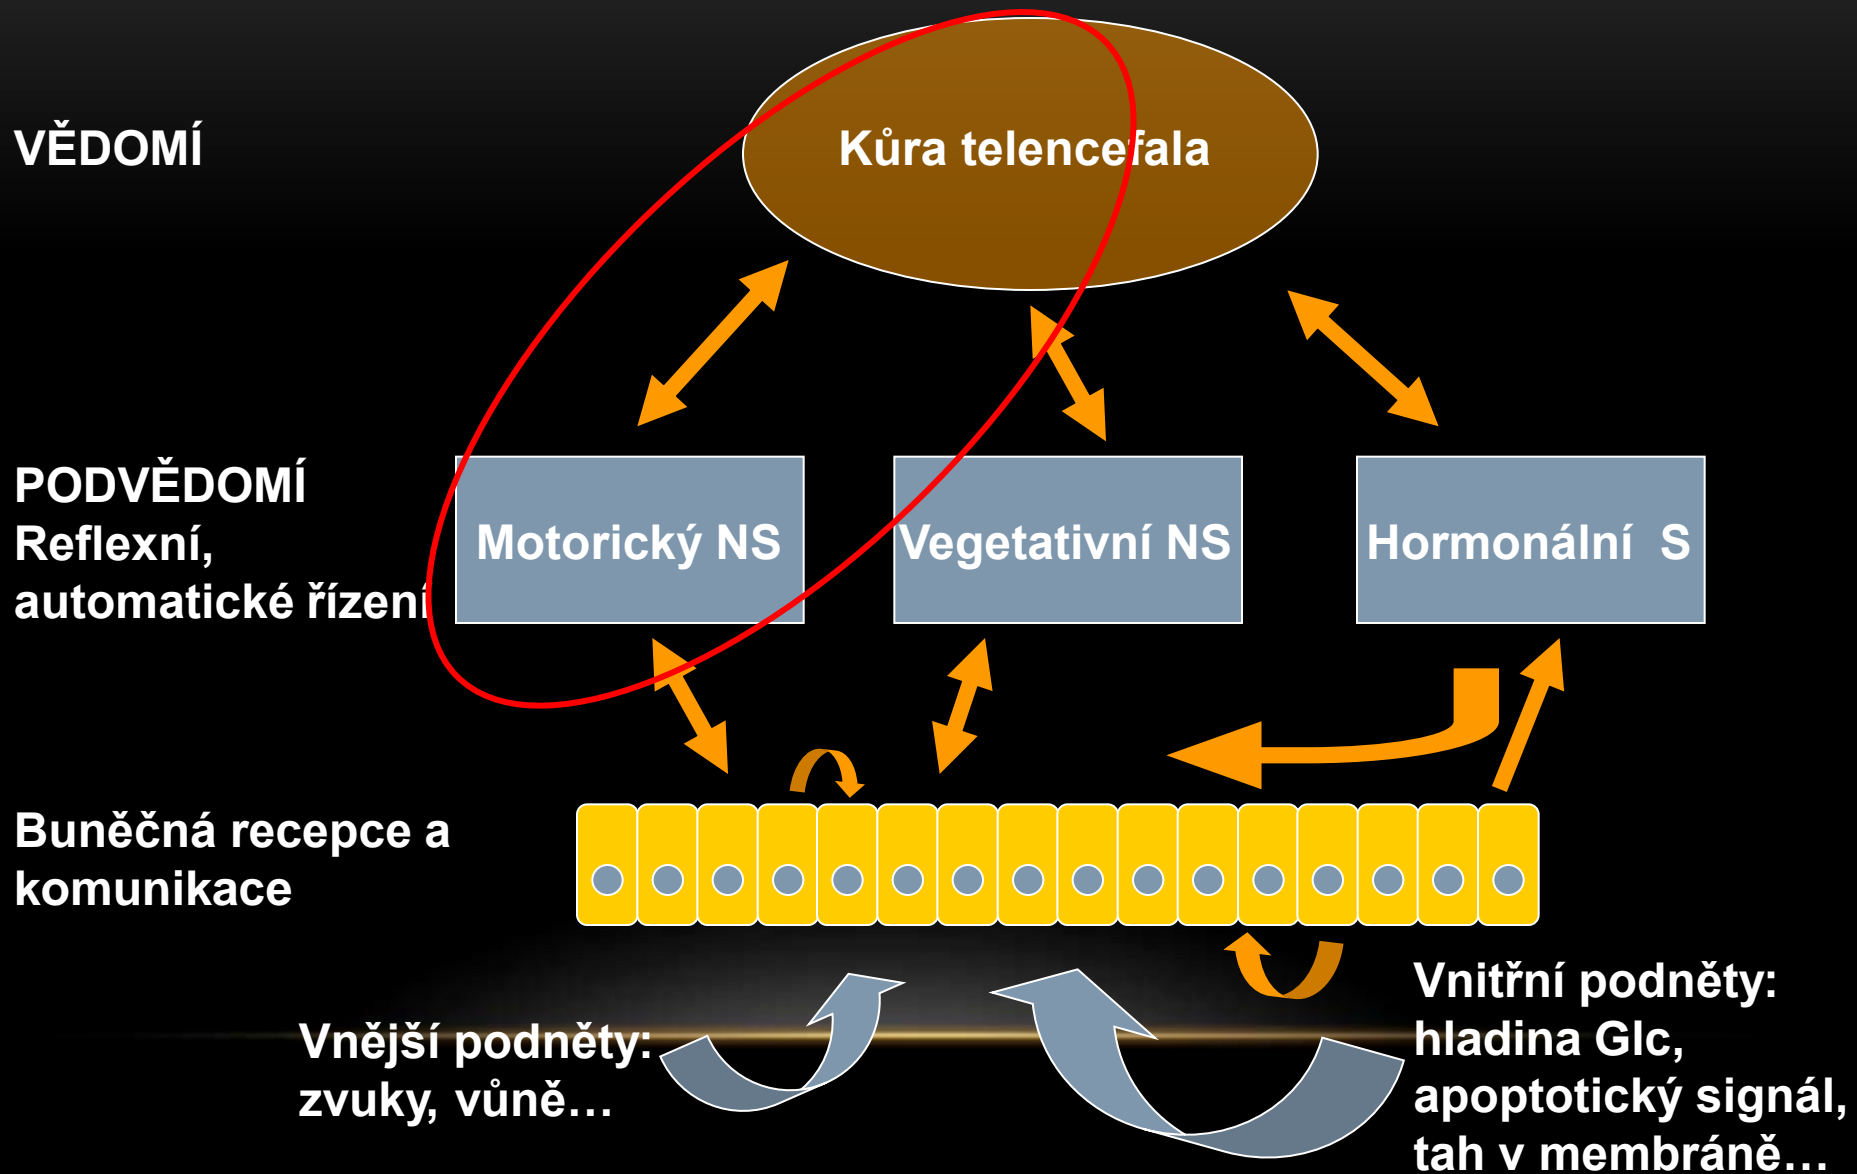 VĚDOMÍ
Kůra telencefala
PODVĚDOMÍ
Reflexní,
automatické řízení
Motorický NS
Vegetativní NS
Hormonální S
Buněčná recepce a
komunikace
Vnější podněty:
zvuky, vůně…
Vnitřní podněty:
hladina Glc,
apoptotický signál,
tah v membráně…